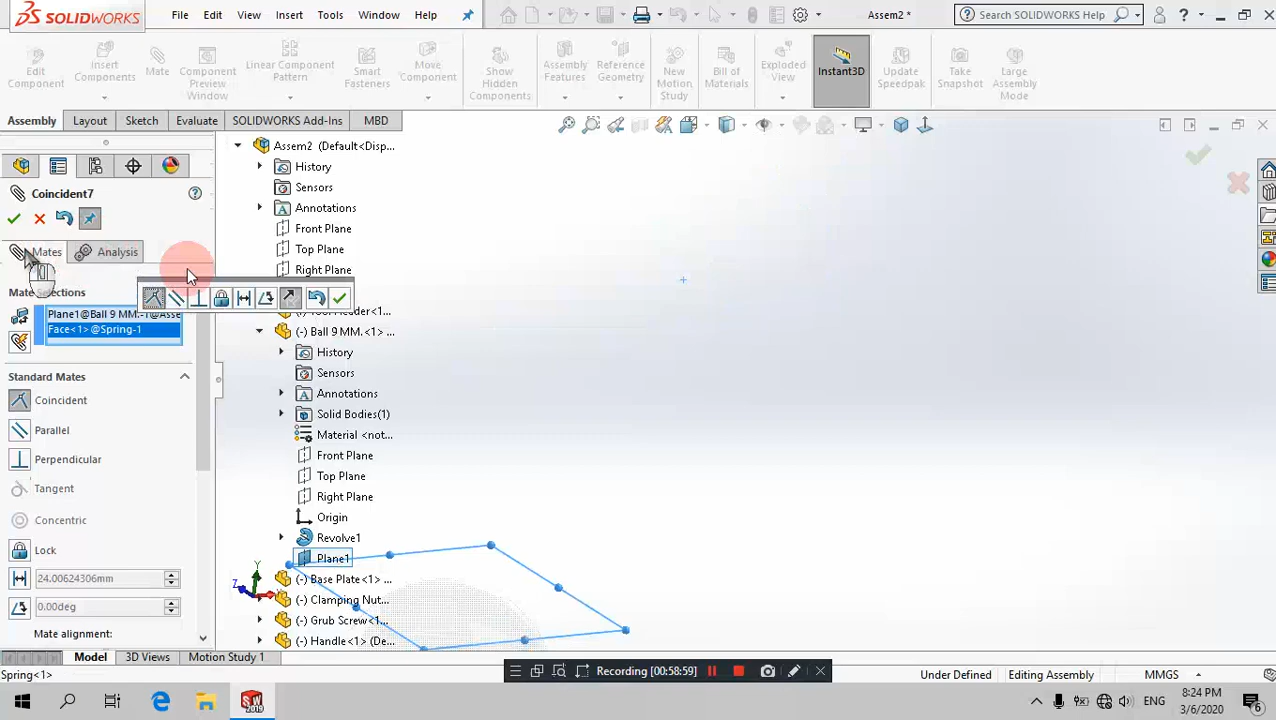 SOLIDWORKS File Edit View Insert Tools Window Help Assem2 * Search SOLIDWORKS Help ?
Edit Component
Insert Components
Mate
Component Preview Window
Linear Component Pattern
Smart Fasteners
Move Component
Show Hidden Components
Assembly Features
Reference Geometry
New Motion Study
Bill of Materials
Exploded View
Instant3D
Update Speedpak
Take Snapshot
Large Assembly Mode
Assembly Layout Sketch Evaluate SOLIDWORKS Add-Ins MBD
Assem2 (Default<Disp...
History
Sensors
Annotations
Front Plane
Top Plane
Right Plane
(-) Ball 9 MM.<1> ...
History
Sensors
Annotations
Solid Bodies(1)
Material <not...
Front Plane
Top Plane
Right Plane
Origin
Revolve1
Plane1
(-) Base Plate<1> ...
(-) Clamping Nut...
(-) Grub Screw<1...
(-) Handle<1> (De...
Coincident7
Mates Analysis
Mate Selections
Plane1@Ball 9 MM.-1@Asse
Face<1>@Spring-1
Standard Mates
Coincident
Parallel
Perpendicular
Tangent
Concentric
Lock
24.00624306mm
0.00deg
Mate alignment:
Y
Z
Model 3D Views Motion Study 1
Recording [00:58:59]
Spring<1> Under Defined Editing Assembly MMGS
SW 2019
ENG
8:24 PM
3/6/2020
6